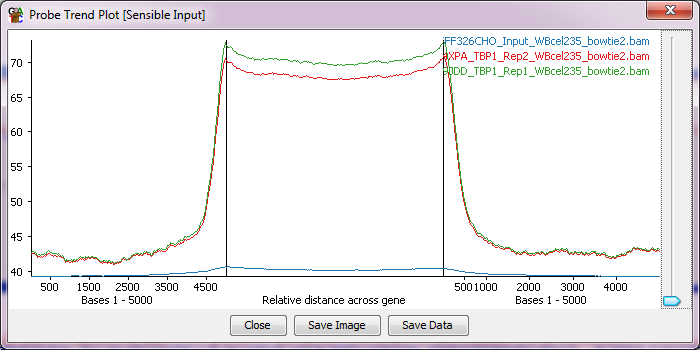 Probe Trend Plot [Sensible Input]
FF326CHO_Input_WBcel235_bowtie2.bam
XPA_TBP1_Rep2_WBcel235_bowtie2.bam
JDD_TBP1_Rep1_WBcel235_bowtie2.bam
70
65
60
55
50
45
40
500 1500 2500 3500 4500 500 1000 2000 3000 4000
Bases 1 - 5000 Relative distance across gene Bases 1 - 5000
Close Save Image Save Data